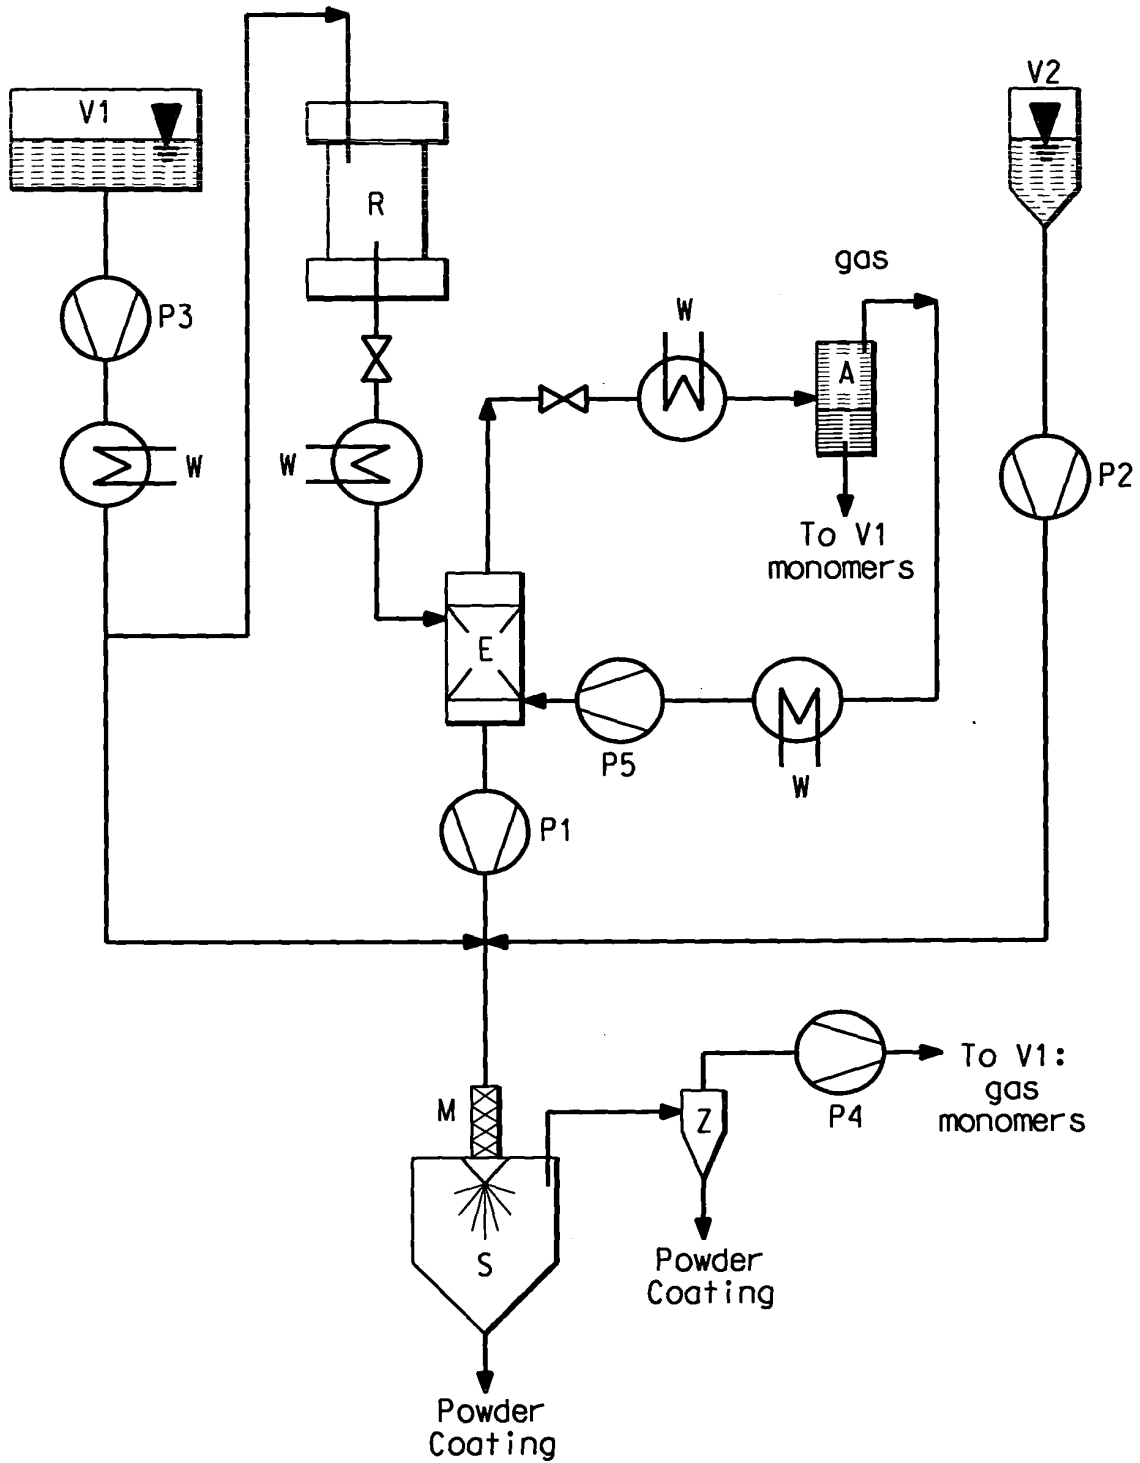 V1
V2
R
gas
P3
W
A
W
W
P2
To V1
monomers
E
P5
W
P1
M
Z
P4
To V1:
gas
monomers
S
Powder
Coating
Powder
Coating